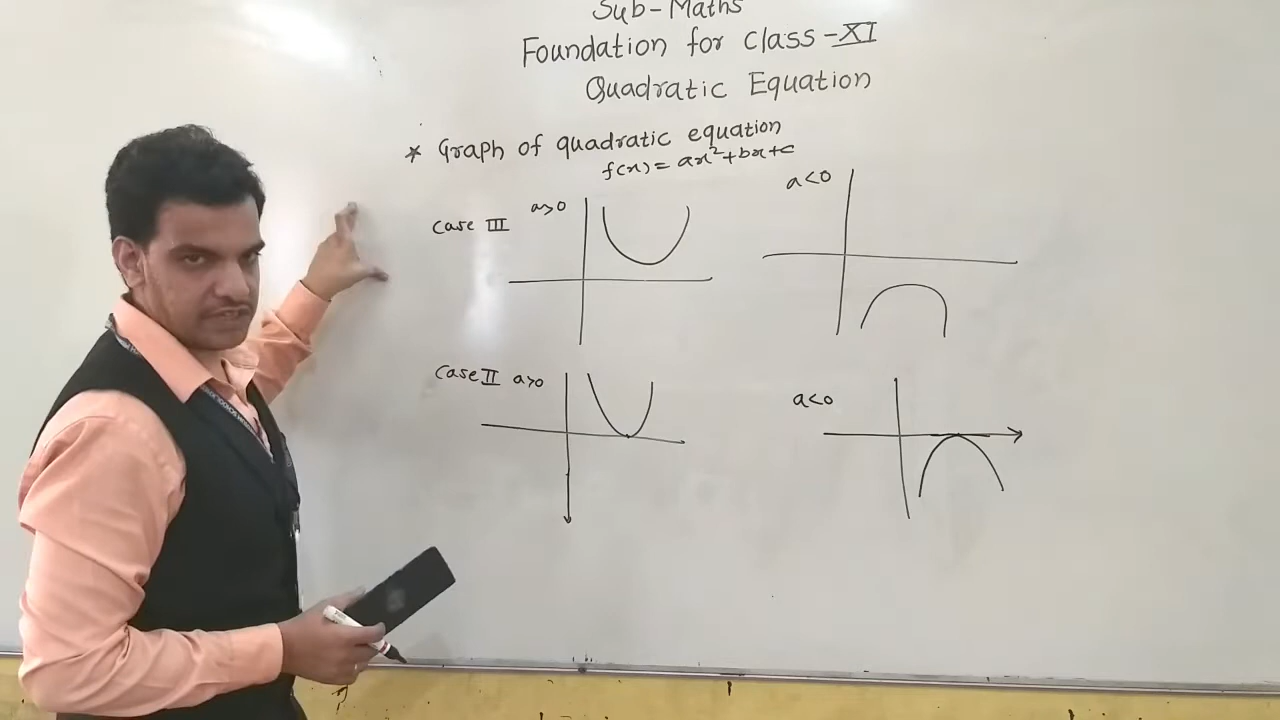 Sub-Maths
Foundation for class-XI
Quadratic Equation
* Graph of quadratic equation
f(x) = ax²+bx+c
Case III a>0
a<0
Case II a>0
a<0